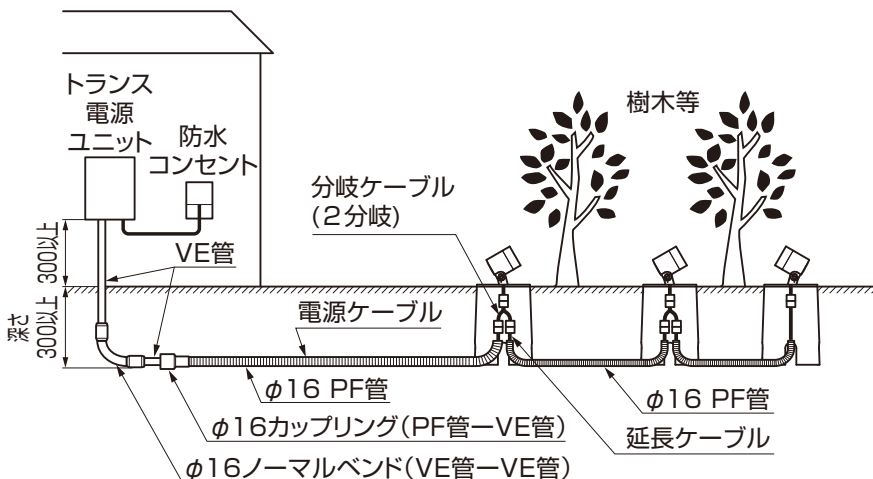 トランス
電源
ユニット
防水
コンセント
樹木等
分岐ケーブル
(2分岐)
300以上
VE管
深さ
300以上
電源ケーブル
φ16 PF管
φ16 PF管
φ16カップリング(PF管ーVE管)
延長ケーブル
φ16ノーマルベンド(VE管ーVE管)